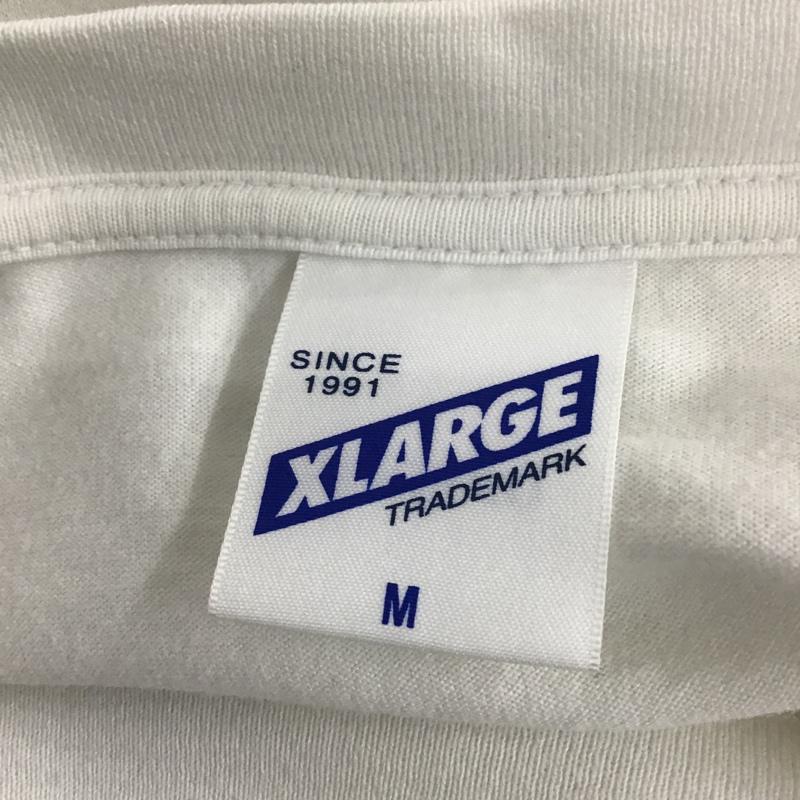 SINCE
1991
XLARGE
TRADEMARK
M